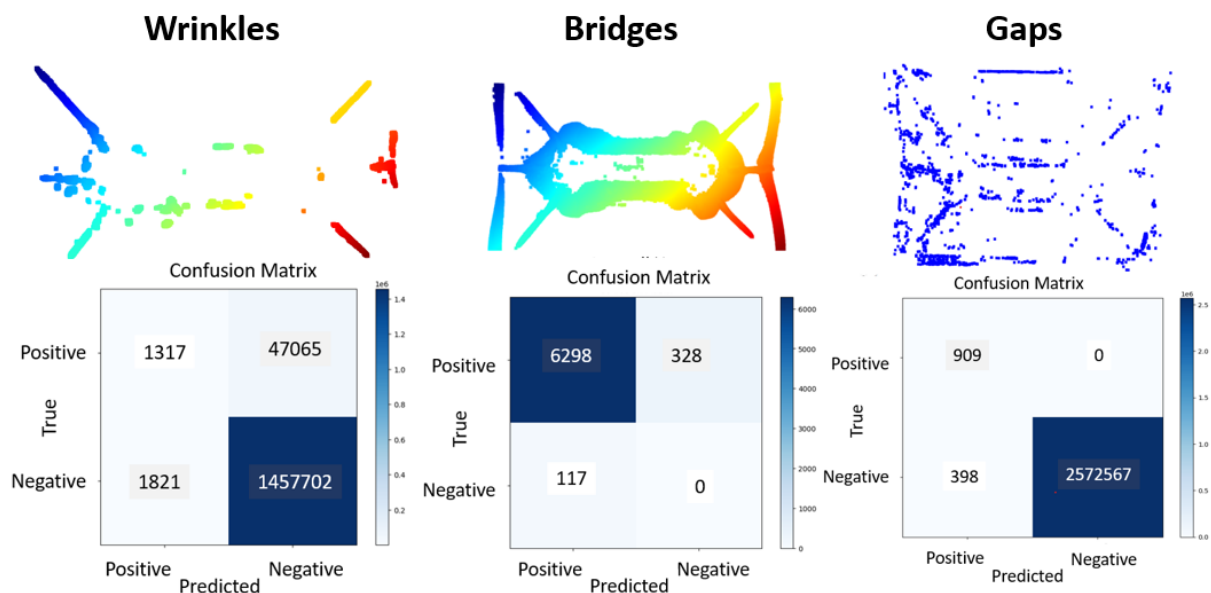 Wrinkles
Bridges
Gaps
Confusion Matrix
1e6
Positive
1317
47065
True
Negative
1821
1457702
Positive
Negative
Predicted
1.4
1.2
1.0
0.8
0.6
0.4
0.2
Confusion Matrix
Positive
6298
328
True
Negative
117
0
Positive
Negative
Predicted
6000
5000
4000
3000
2000
1000
0
Confusion Matrix
1e6
Positive
909
0
True
Negative
398
2572567
Positive
Negative
Predicted
2.5
2.0
1.5
1.0
0.5
0.0